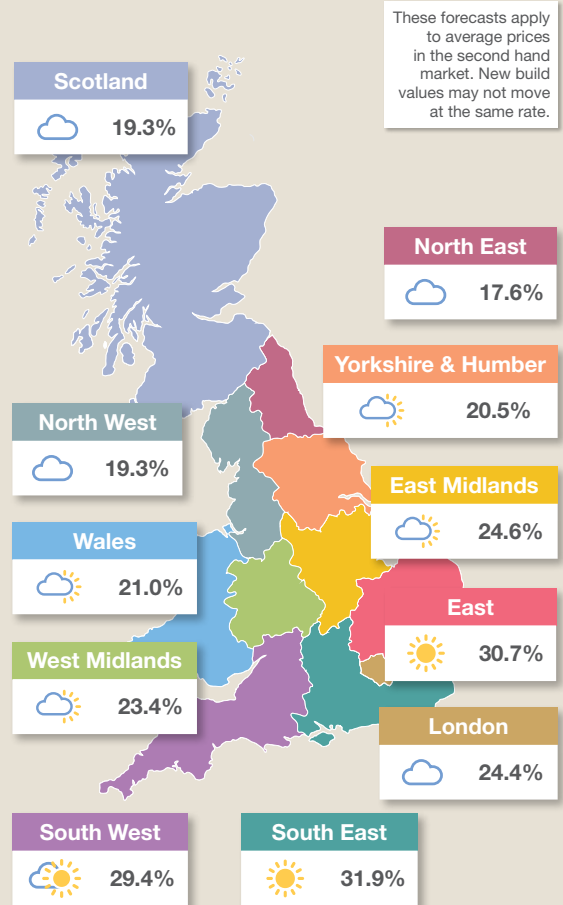 These forecasts apply
to average prices
in the second hand
market. New build
values may not move
at the same rate.
Scotland
19.3%
North East
17.6%
Yorkshire & Humber
20.5%
North West
19.3%
East Midlands
24.6%
Wales
21.0%
East
30.7%
West Midlands
23.4%
London
24.4%
South West
29.4%
South East
31.9%